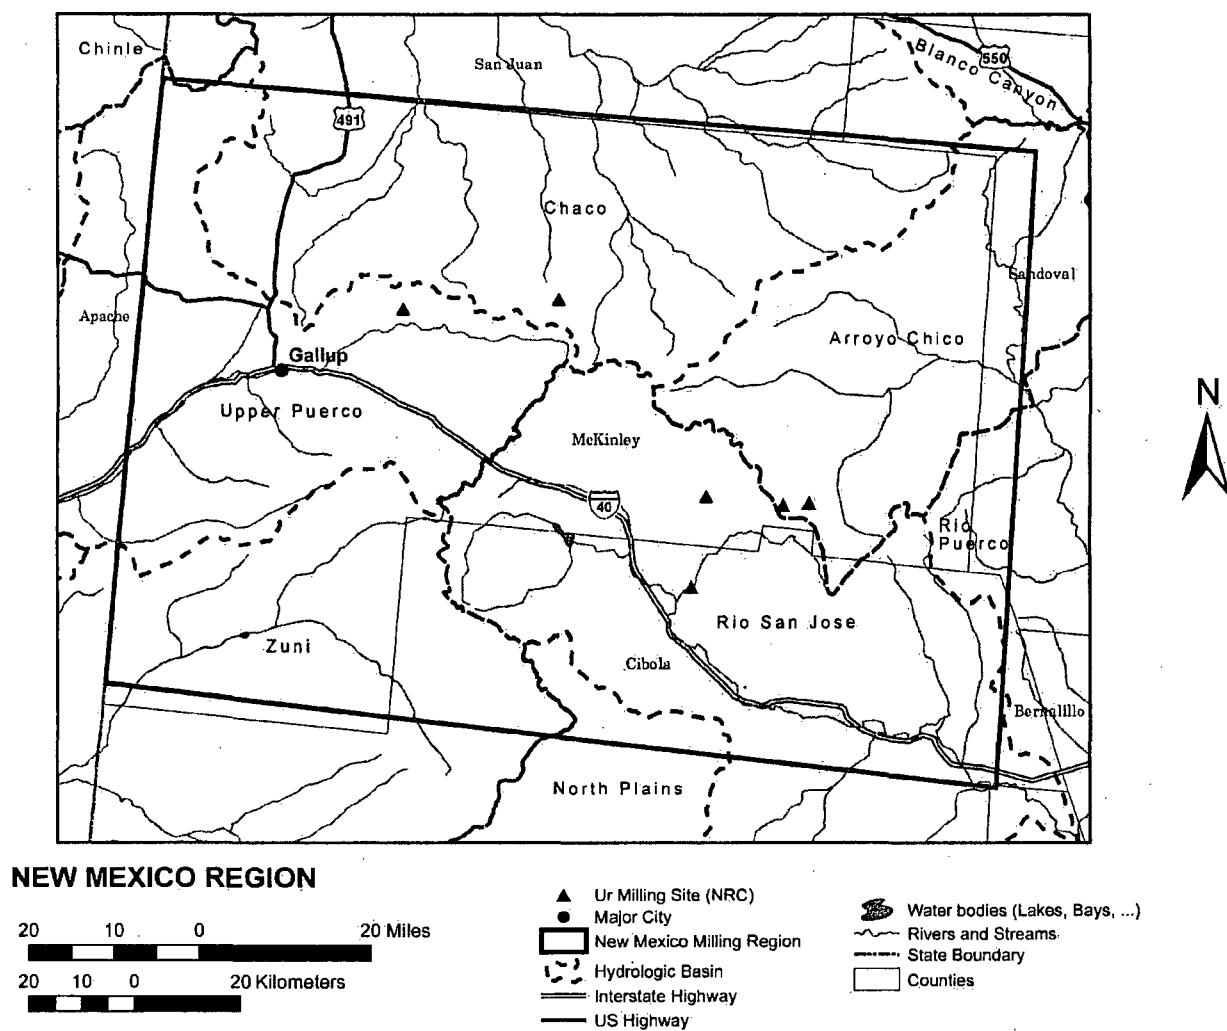 Chinle
San Juan
550
Blanco Canyon
491
Chaco
Sandoval
Apache
Arroyo Chico
Gallup
Upper Puerco
McKinley
N
40
Rio
Puerco
Rio San Jose
Zuni
Cibola
Bernalillo
North Plains
NEW MEXICO REGION
20 10 0 20 Miles
20 10 0 20 Kilometers
Ur Milling Site (NRC)
Major City
New Mexico Milling Region
Hydrologic Basin
Interstate Highway
US Highway
Water bodies (Lakes, Bays, ...)
Rivers and Streams
State Boundary
Counties